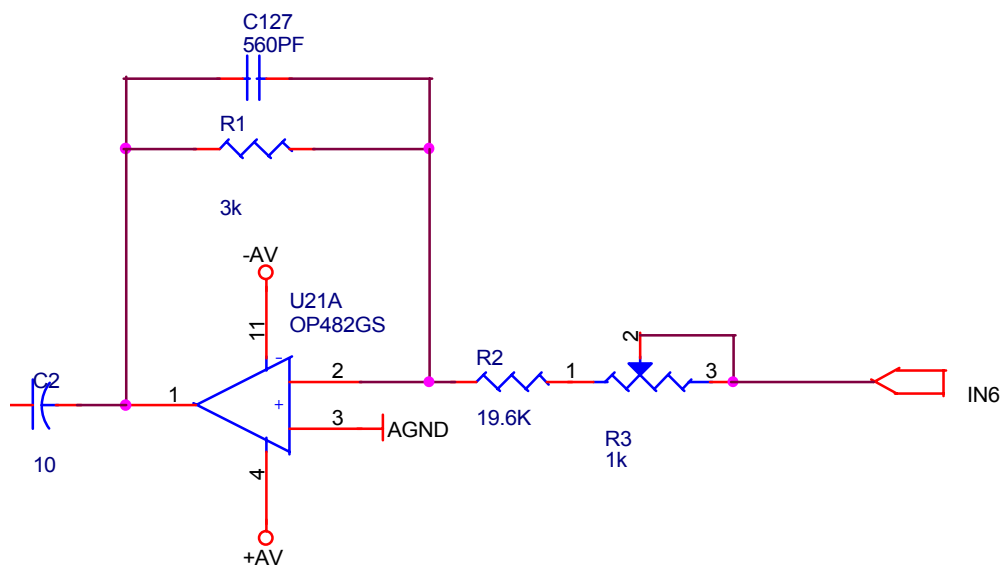 C127
560PF
R1
3k
-AV
11
U21A
OP482GS
-
+
2
3
AGND
1
4
+AV
C2
10
R2
19.6K
1
2
3
R3
1k
IN6